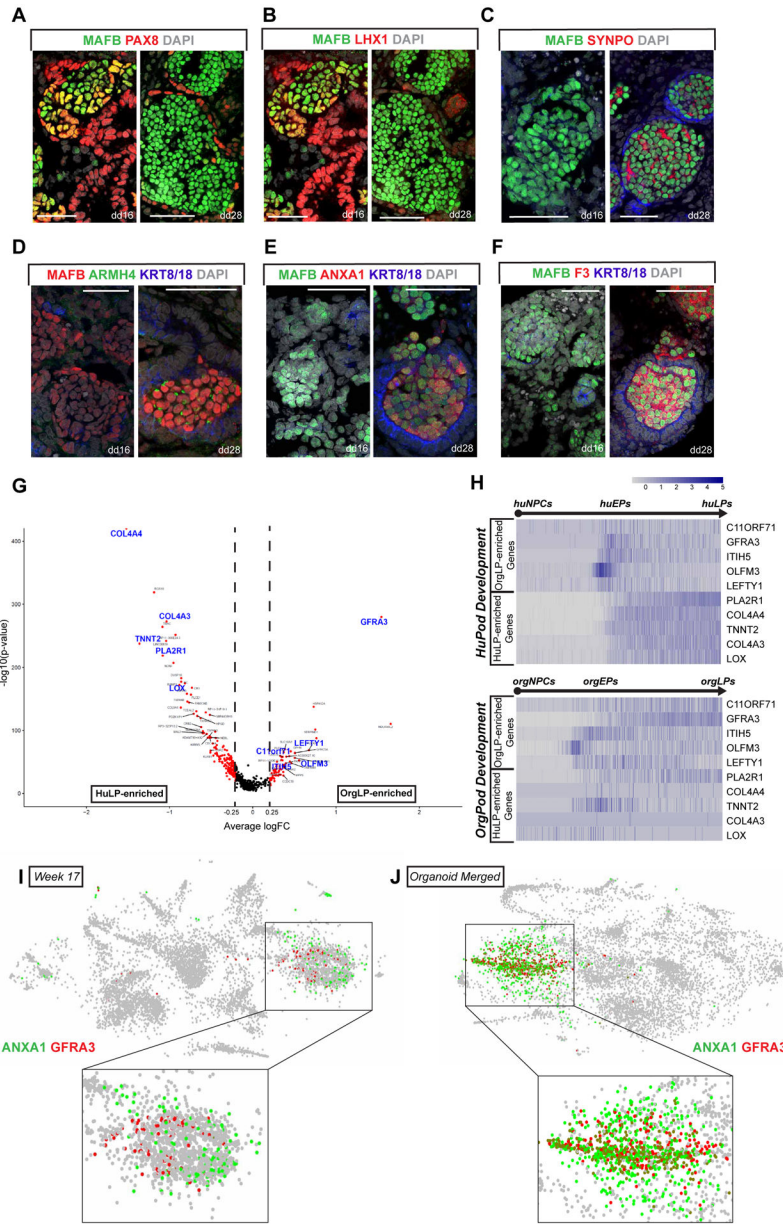 A
MAFB PAX8 DAPI
dd16
dd28
B
MAFB LHX1 DAPI
dd16
dd28
C
MAFB SYNPO DAPI
dd16
dd28
D
MAFB ARMH4 KRT8/18 DAPI
dd16
dd28
E
MAFB ANXA1 KRT8/18 DAPI
dd16
dd28
F
MAFB F3 KRT8/18 DAPI
dd16
dd28
G
-log10(p-value)
400
300
200
100
0
COL4A4
COL4A3
TNNT2
PLA2R1
LOX
GFRA3
LEFTY1
C11orf71
OLFM3
ITIH5
HuLP-enriched
OrgLP-enriched
-2
-1
-0.25
0
0.25
1
2
Average logFC
H
0 1 2 3 4 5
huNPCs huEPs huLPs
HuPod Development
OrgLP-enriched Genes
HuLP-enriched Genes
C11ORF71
GFRA3
ITIH5
OLFM3
LEFTY1
PLA2R1
COL4A4
TNNT2
COL4A3
LOX
orgNPCs orgEPs orgLPs
OrgPod Development
OrgLP-enriched Genes
HuLP-enriched Genes
C11ORF71
GFRA3
ITIH5
OLFM3
LEFTY1
PLA2R1
COL4A4
TNNT2
COL4A3
LOX
I
Week 17
ANXA1 GFRA3
J
Organoid Merged
ANXA1 GFRA3